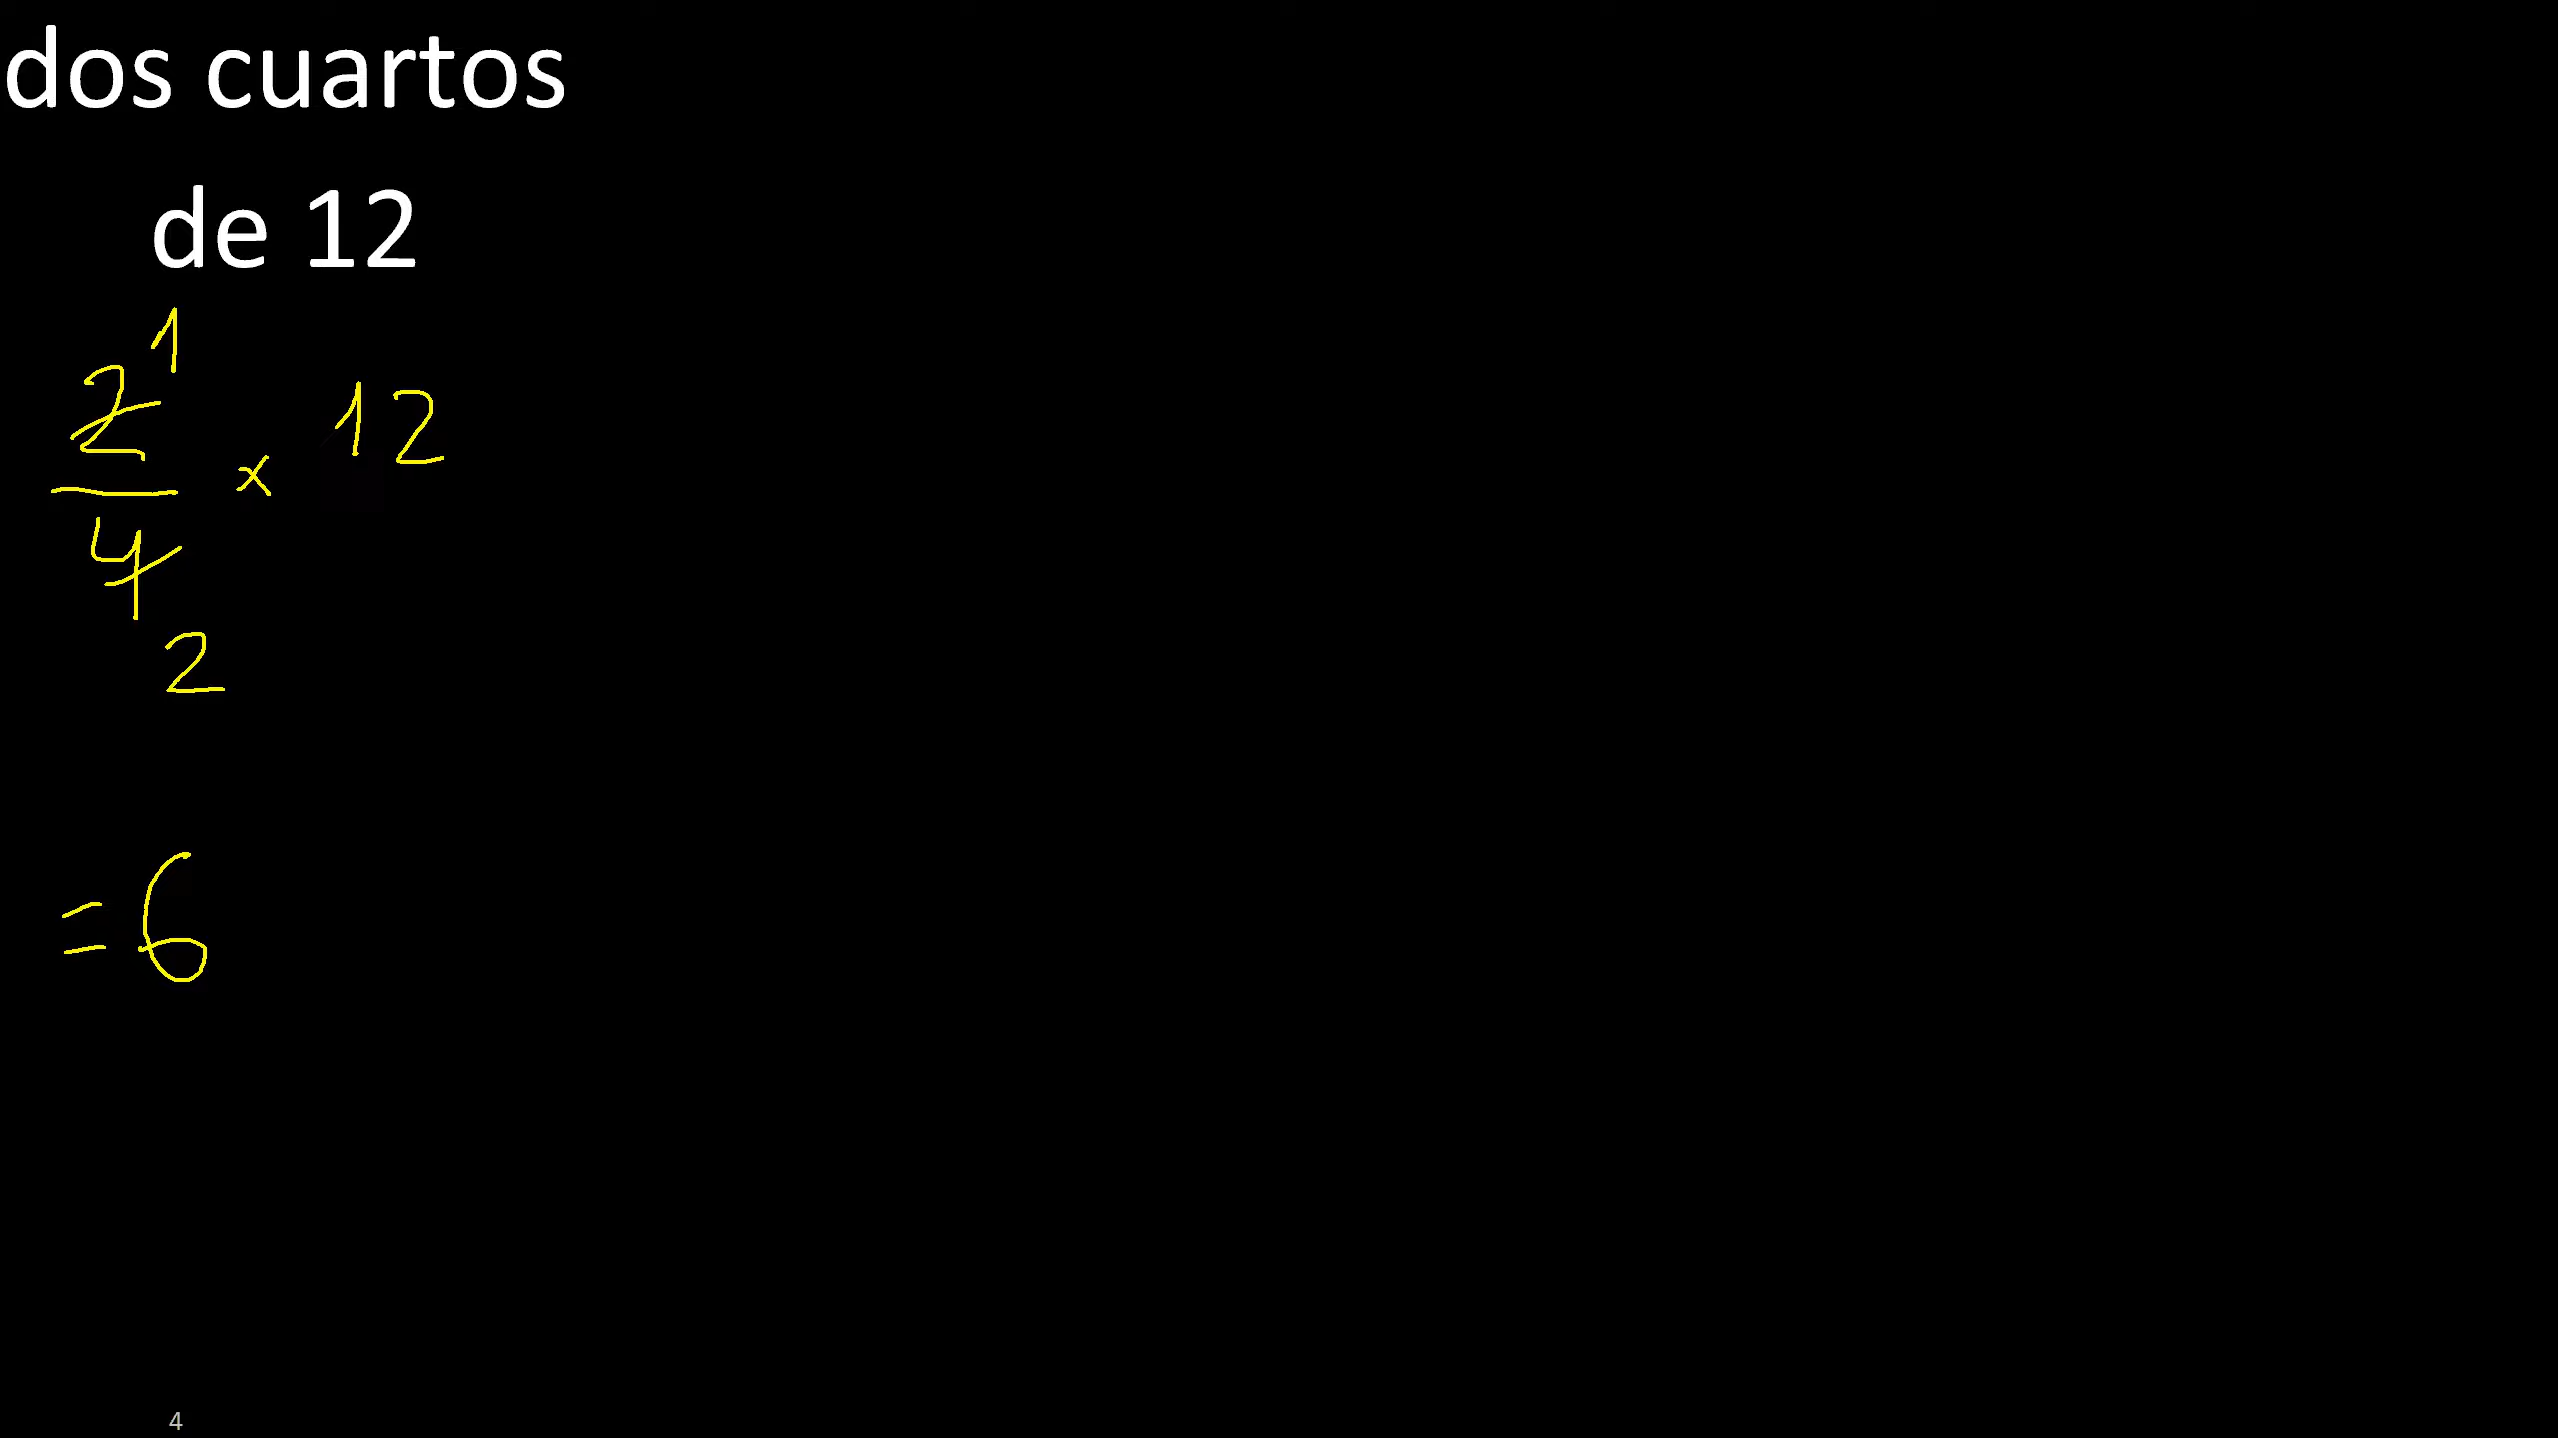 dos cuartos
de 12
2 1
— × 12
4 2
= 6
4